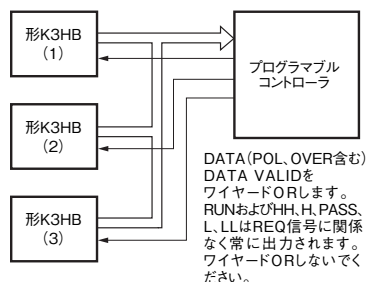 形K3HB
(1)
プログラマブル
コントローラ
形K3HB
(2)
形K3HB
(3)
DATA(POL、OVER含む)
DATA VALIDを
ワイヤードORします。
RUNおよびHH、H、PASS、
L、LLはREQ信号に関係
なく常に出力されます。
ワイヤードORしないでく
ださい。